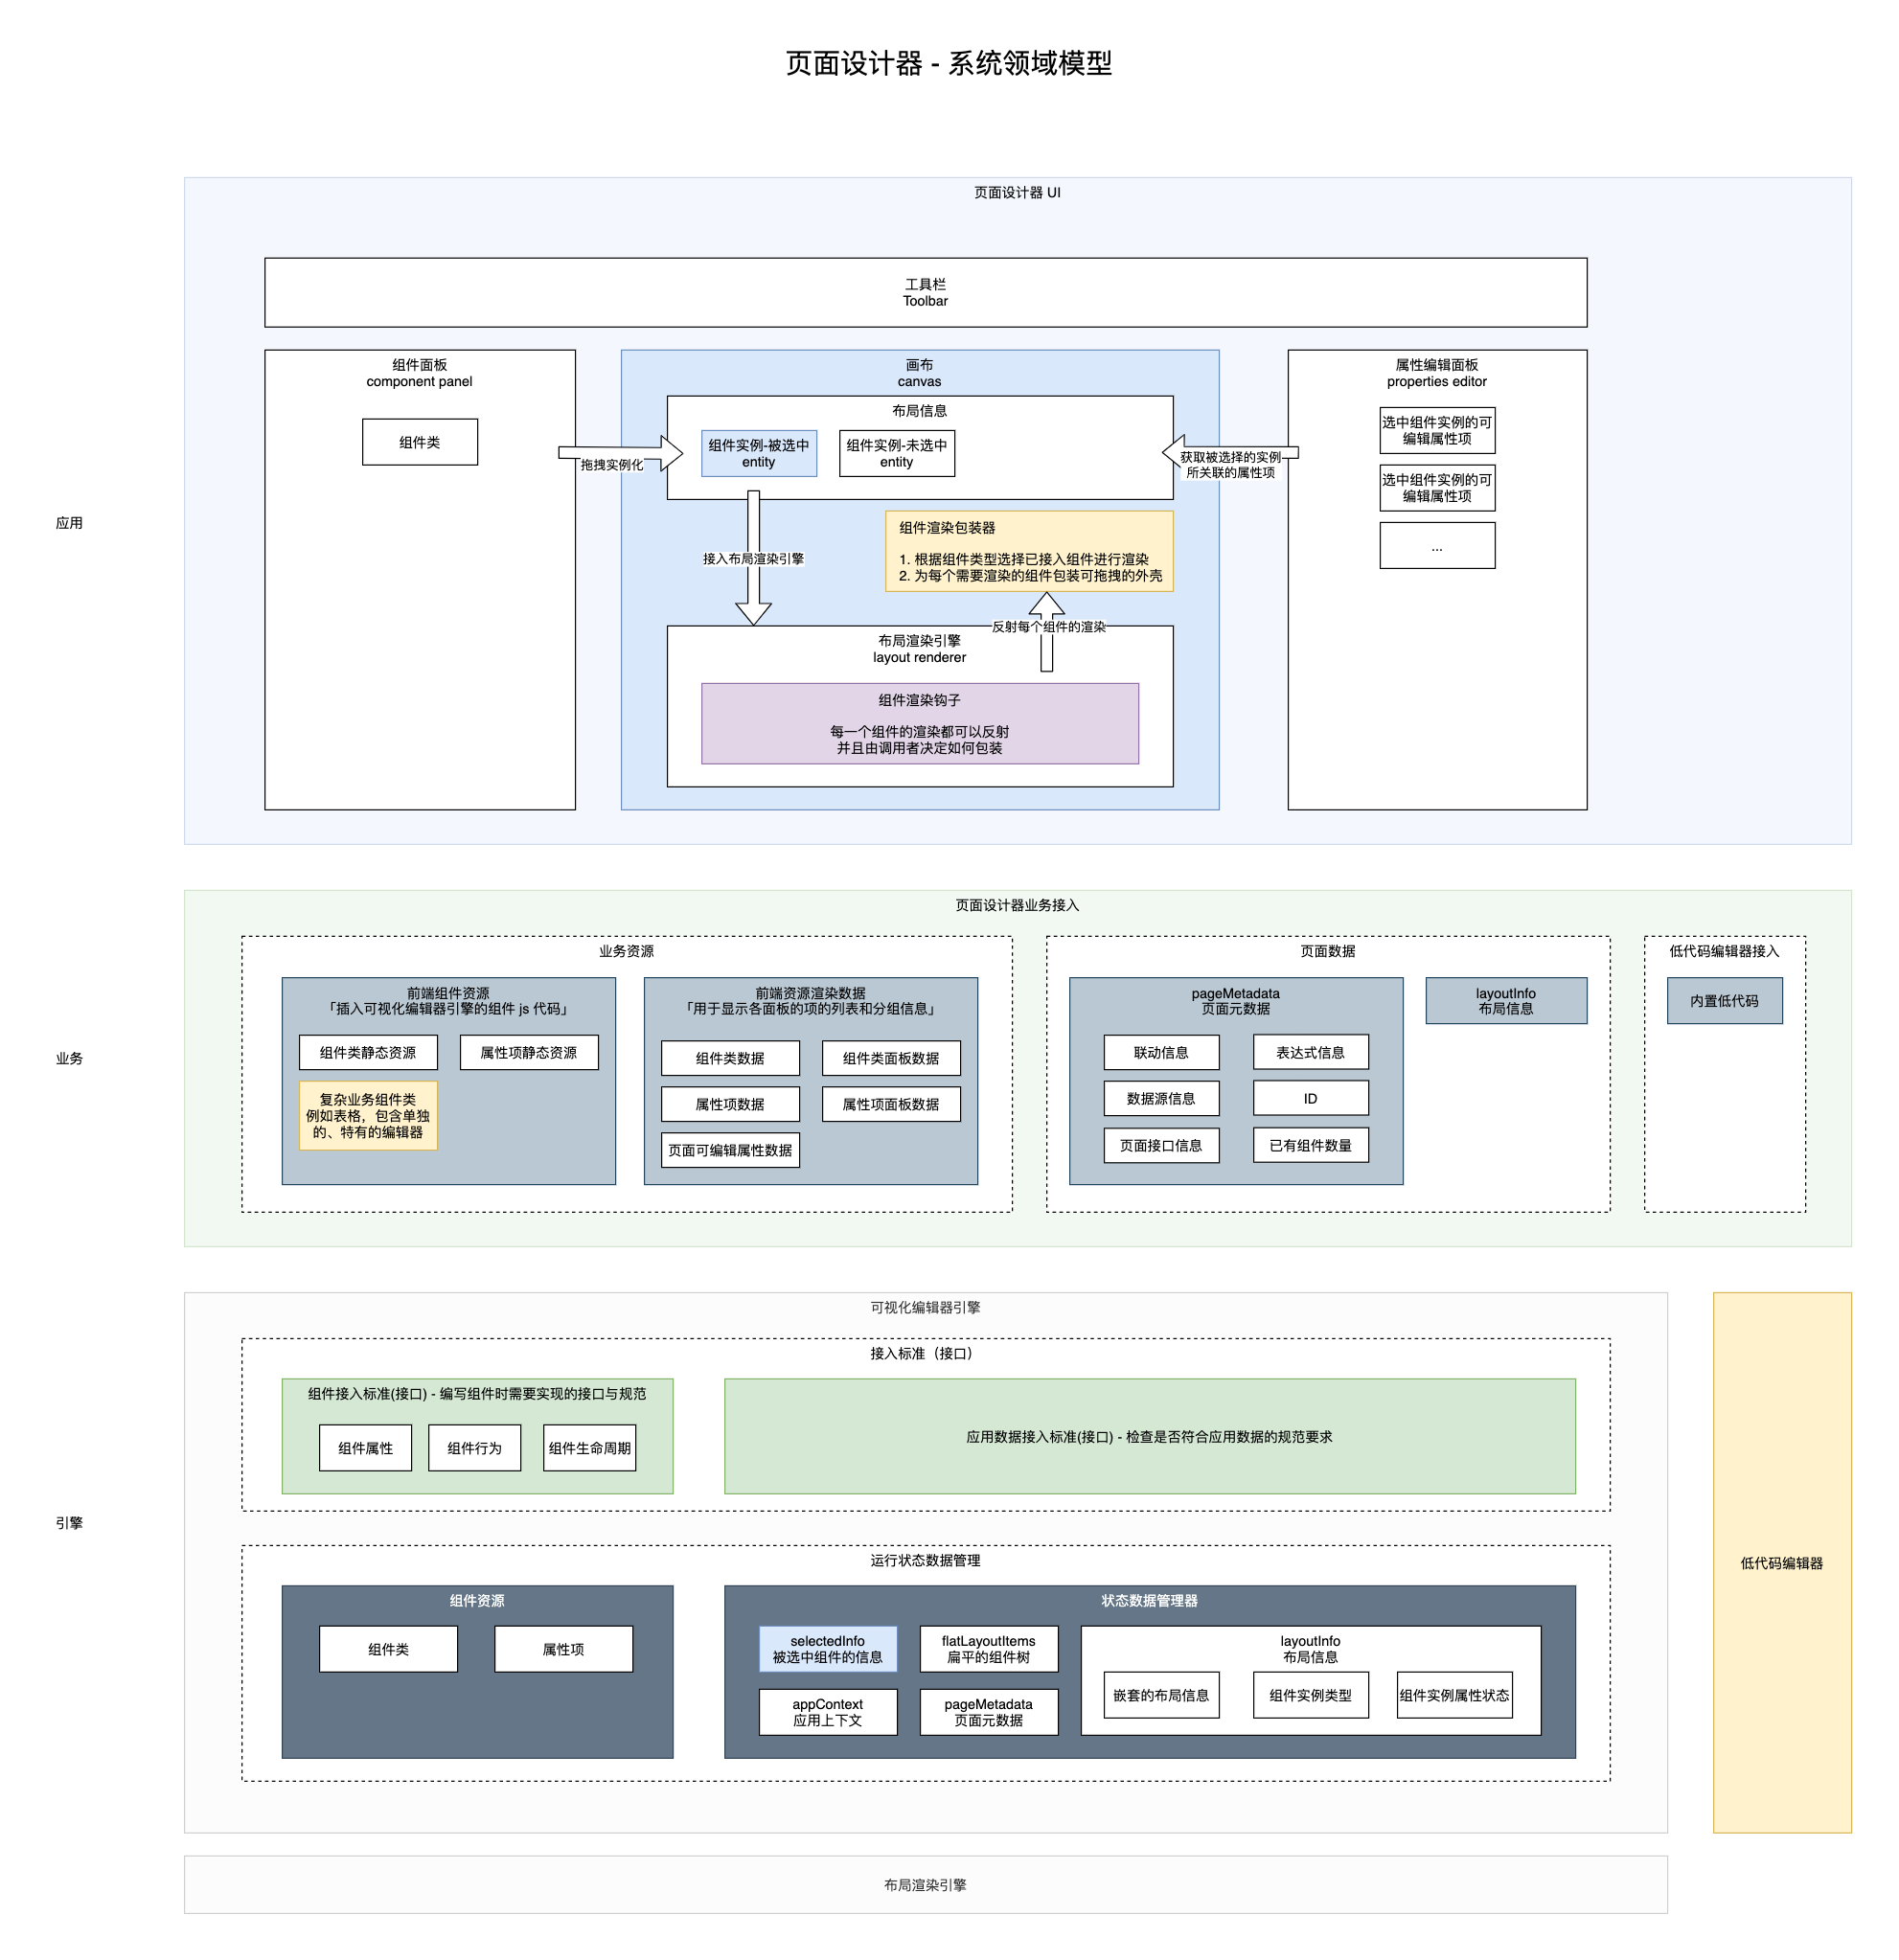 页面设计器 - 系统领域模型
页面设计器 UI
工具栏
Toolbar
组件面板
component panel
组件类
拖拽实例化
画布
canvas
布局信息
组件实例-被选中
entity
组件实例-未选中
entity
接入布局渲染引擎
组件渲染包装器
1. 根据组件类型选择已接入组件进行渲染
2. 为每个需要渲染的组件包装可拖拽的外壳
反射每个组件的渲染
布局渲染引擎
layout renderer
组件渲染钩子
每一个组件的渲染都可以反射
并且由调用者决定如何包装
获取被选择的实例
所关联的属性项
属性编辑面板
properties editor
选中组件实例的可
编辑属性项
选中组件实例的可
编辑属性项
...
应用
页面设计器业务接入
业务资源
前端组件资源
「插入可视化编辑器引擎的组件 js 代码」
组件类静态资源
属性项静态资源
复杂业务组件类
例如表格，包含单独
的、特有的编辑器
前端资源渲染数据
「用于显示各面板的项的列表和分组信息」
组件类数据
组件类面板数据
属性项数据
属性项面板数据
页面可编辑属性数据
页面数据
pageMetadata
页面元数据
联动信息
表达式信息
数据源信息
ID
页面接口信息
已有组件数量
layoutInfo
布局信息
低代码编辑器接入
内置低代码
业务
可视化编辑器引擎
接入标准（接口）
组件接入标准(接口) - 编写组件时需要实现的接口与规范
组件属性
组件行为
组件生命周期
应用数据接入标准(接口) - 检查是否符合应用数据的规范要求
引擎
运行状态数据管理
组件资源
组件类
属性项
状态数据管理器
selectedInfo
被选中组件的信息
flatLayoutItems
扁平的组件树
appContext
应用上下文
pageMetadata
页面元数据
layoutInfo
布局信息
嵌套的布局信息
组件实例类型
组件实例属性状态
低代码编辑器
布局渲染引擎